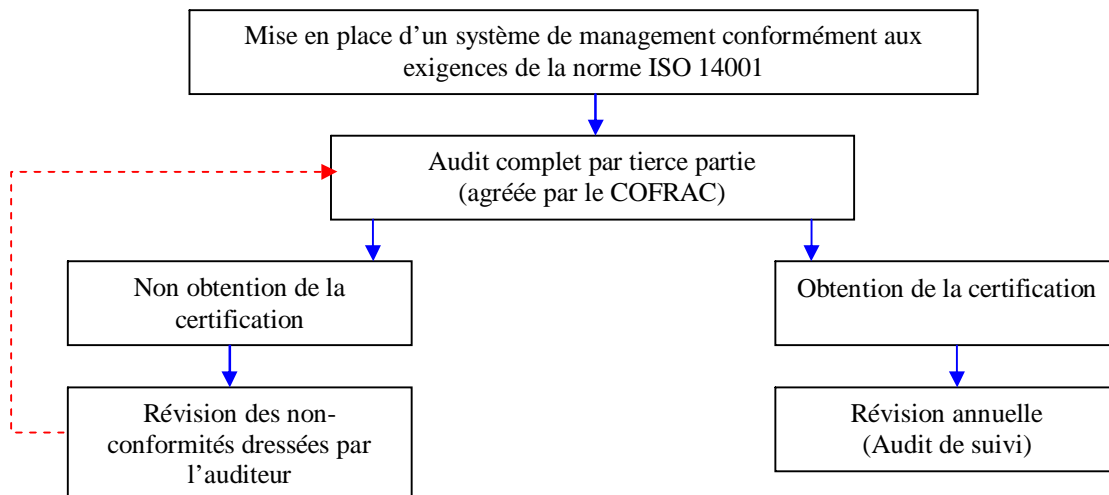 Mise en place d’un système de management conformément aux
exigences de la norme ISO 14001
Audit complet par tierce partie
(agréée par le COFRAC)
Non obtention de la
certification
Obtention de la certification
Révision des non-
conformités dressées par
l’auditeur
Révision annuelle
(Audit de suivi)